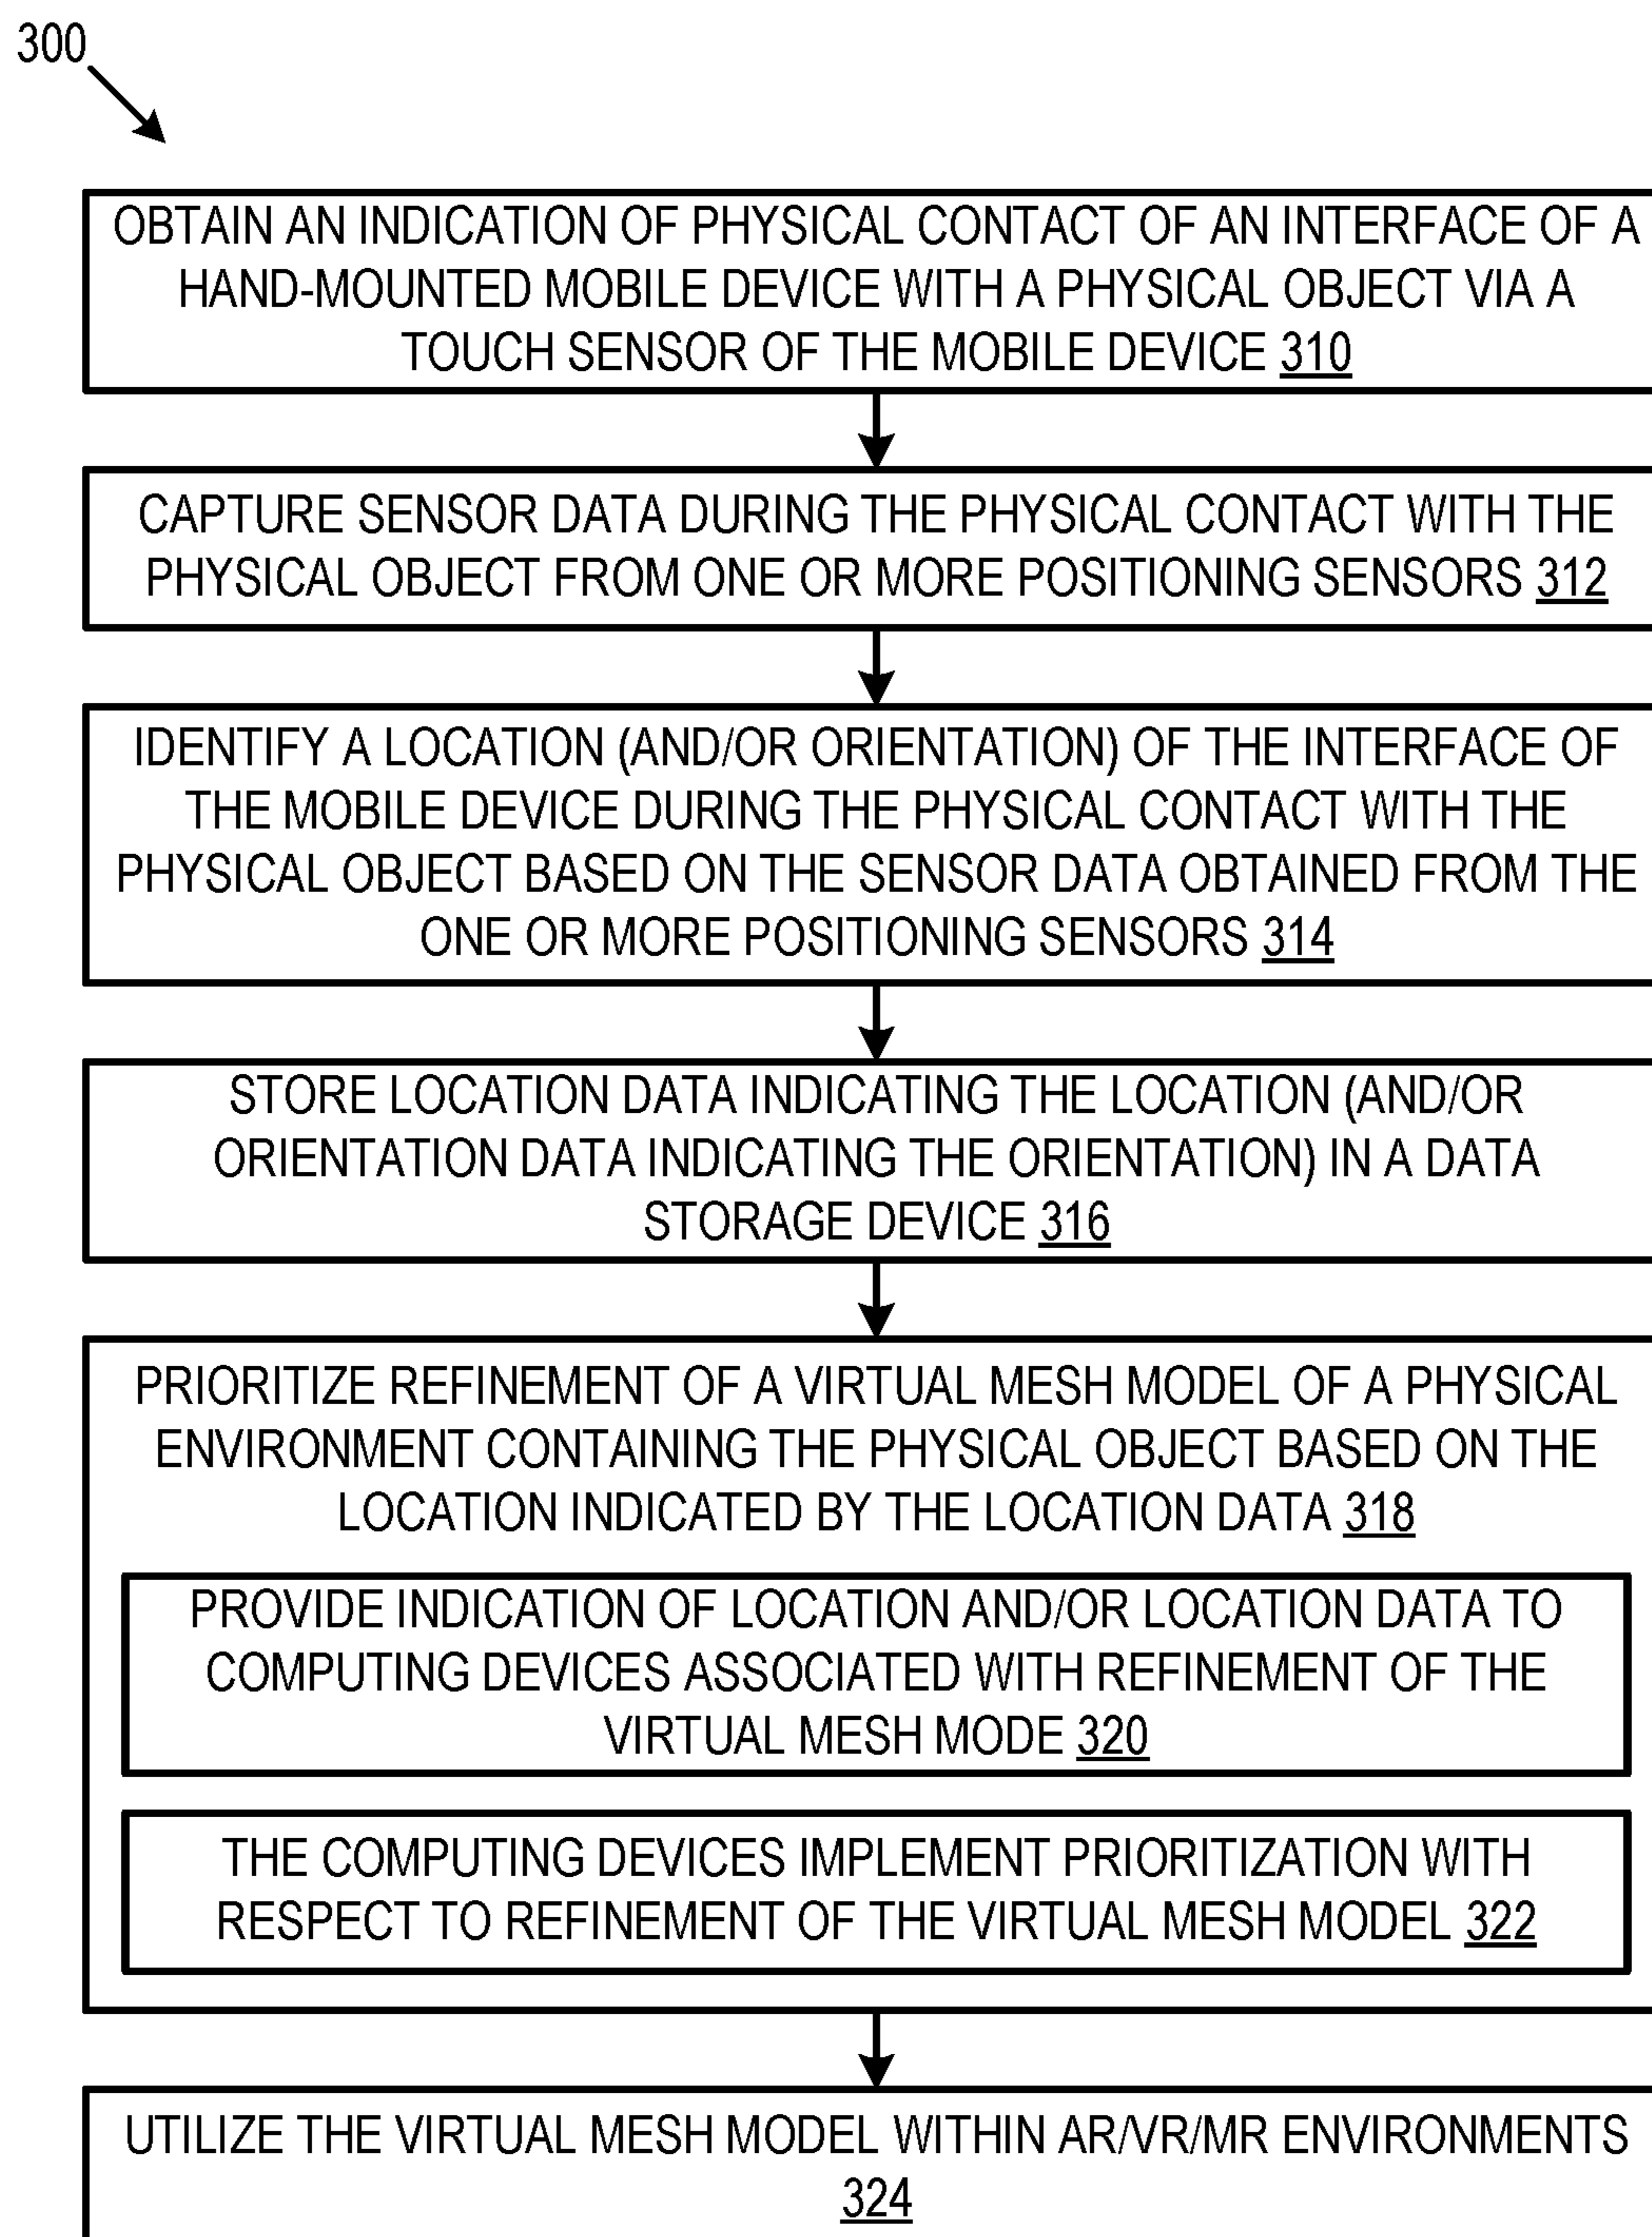 300
OBTAIN AN INDICATION OF PHYSICAL CONTACT OF AN INTERFACE OF A
HAND-MOUNTED MOBILE DEVICE WITH A PHYSICAL OBJECT VIA A
TOUCH SENSOR OF THE MOBILE DEVICE 310
CAPTURE SENSOR DATA DURING THE PHYSICAL CONTACT WITH THE
PHYSICAL OBJECT FROM ONE OR MORE POSITIONING SENSORS 312
IDENTIFY A LOCATION (AND/OR ORIENTATION) OF THE INTERFACE OF
THE MOBILE DEVICE DURING THE PHYSICAL CONTACT WITH THE
PHYSICAL OBJECT BASED ON THE SENSOR DATA OBTAINED FROM THE
ONE OR MORE POSITIONING SENSORS 314
STORE LOCATION DATA INDICATING THE LOCATION (AND/OR
ORIENTATION DATA INDICATING THE ORIENTATION) IN A DATA
STORAGE DEVICE 316
PRIORITIZE REFINEMENT OF A VIRTUAL MESH MODEL OF A PHYSICAL
ENVIRONMENT CONTAINING THE PHYSICAL OBJECT BASED ON THE
LOCATION INDICATED BY THE LOCATION DATA 318
PROVIDE INDICATION OF LOCATION AND/OR LOCATION DATA TO
COMPUTING DEVICES ASSOCIATED WITH REFINEMENT OF THE
VIRTUAL MESH MODE 320
THE COMPUTING DEVICES IMPLEMENT PRIORITIZATION WITH
RESPECT TO REFINEMENT OF THE VIRTUAL MESH MODEL 322
UTILIZE THE VIRTUAL MESH MODEL WITHIN AR/VR/MR ENVIRONMENTS
324